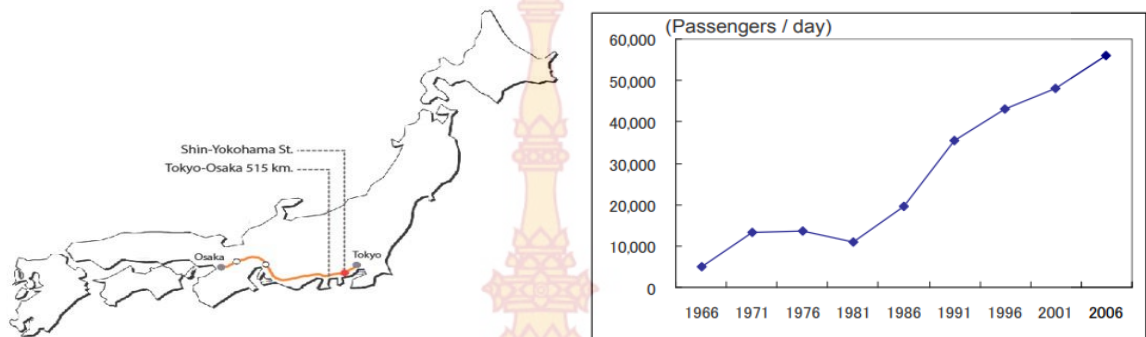 Shin-Yokohama St.
Tokyo-Osaka 515 km.
Osaka
Tokyo
(Passengers / day)
60,000
50,000
40,000
30,000
20,000
10,000
0
1966 1971 1976 1981 1986 1991 1996 2001 2006